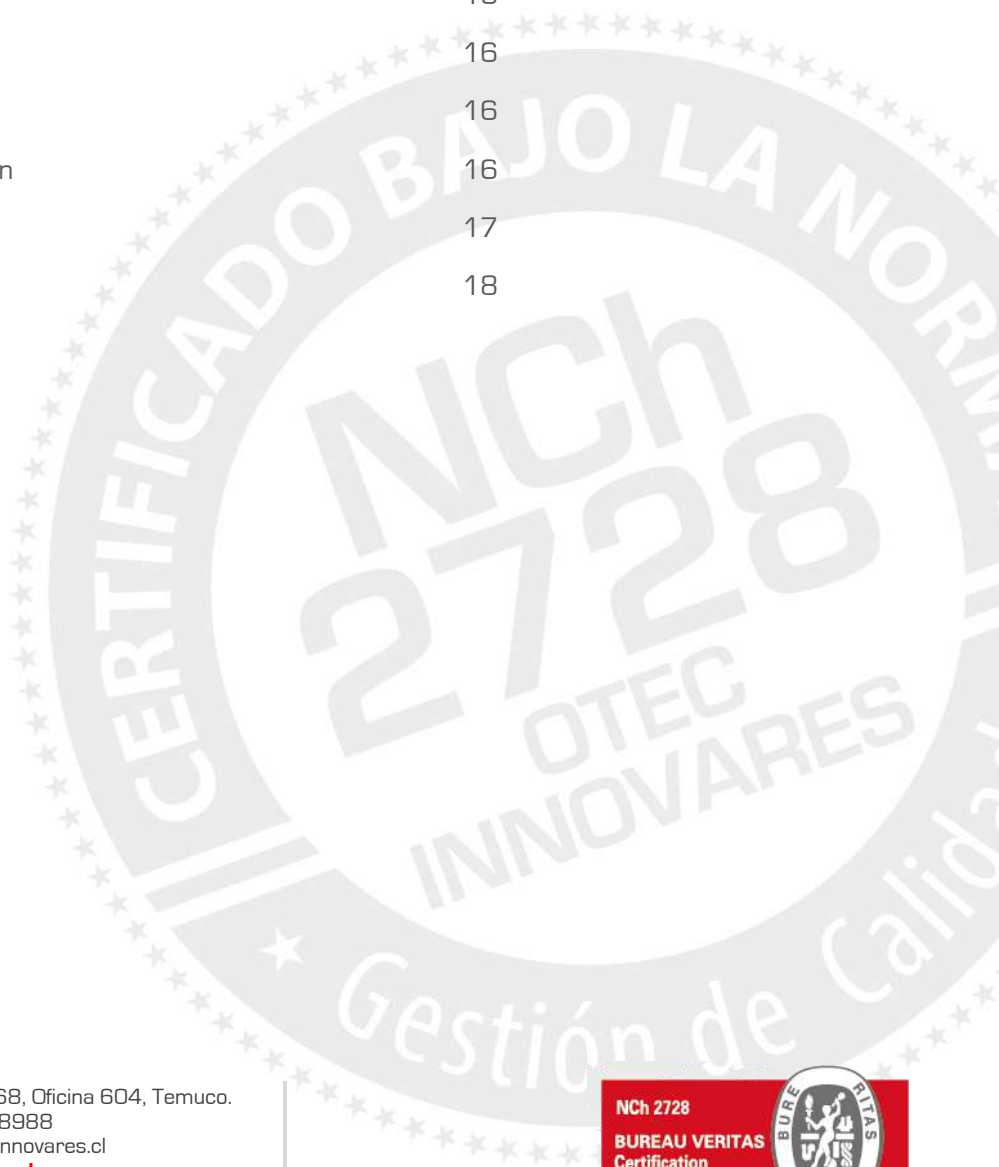 16
16
n 16
17
18
CERTIFICADO BAJO LA NORMA
NCh
2728
OTEC
INNOVARES
Gestión de Calidad
68, Oficina 604, Temuco.
8988
nnovares.cl
NCh 2728
BUREAU VERITAS
Certification